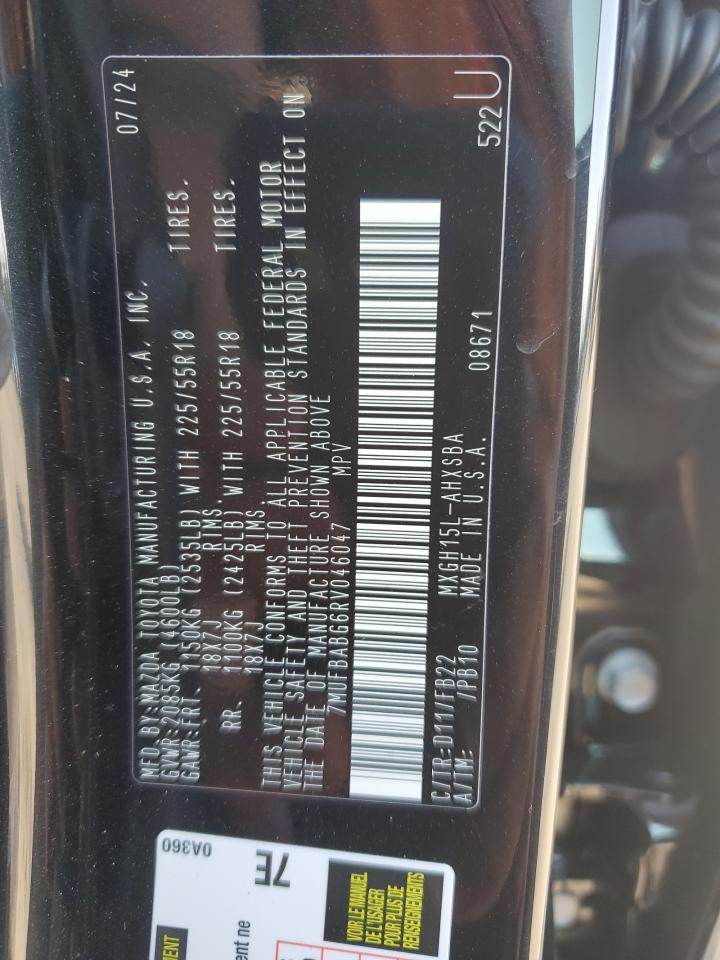 MFD.BY:MAZDA TOYOTA MANUFACTURING U.S.A. INC. 07/24
GVWR:2085KG (4600LB)
GAWR:FRT. 1150KG (2535LB) WITH 225/55R18 TIRES.
18X7J RIMS.
RR. 1100KG (2425LB) WITH 225/55R18 TIRES.
18X7J RIMS.
THIS VEHICLE CONFORMS TO ALL APPLICABLE FEDERAL MOTOR
VEHICLE SAFETY AND THEFT PREVENTION STANDARDS IN EFFECT ON
THE DATE OF MANUFACTURE SHOWN ABOVE
7MUFBABG6RV046047 MPV
C/TR:D11/FB22 MXGH15L-AHXSBA
A/TM: /PB10 MADE IN U.S.A. 08671 522 U
0A360
7E
ent ne
VOIR LE MANUEL
DE L'USAGER
POUR PLUS DE
RENSEIGNEMENTS